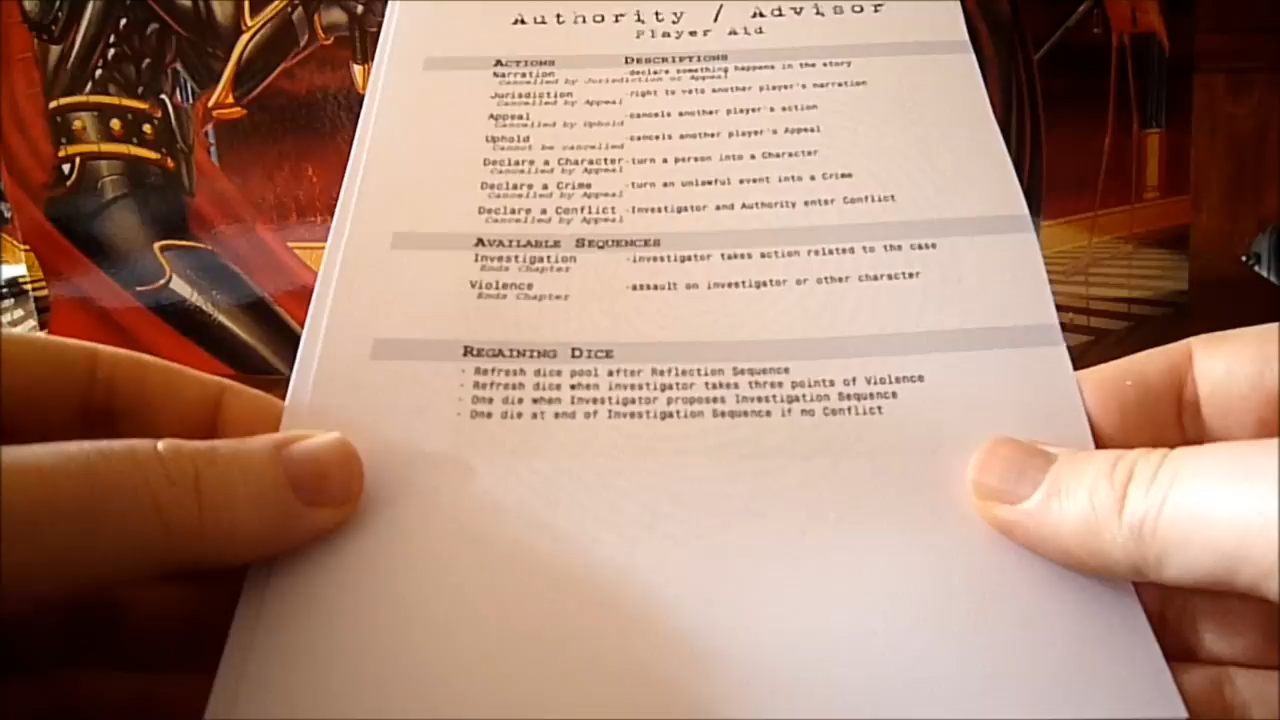 Authority / Advisor
Player Aid
ACTIONS DESCRIPTIONS
Narration -declare something happens in the story
Cancelled by Jurisdiction or Appeal
Jurisdiction -right to veto another player's narration
Cancelled by Appeal
Appeal -cancels another player's action
Cancelled by Uphold
Uphold -cancels another player's Appeal
Cannot be cancelled
Declare a Character -turn a person into a Character
Cancelled by Appeal
Declare a Crime -turn an unlawful event into a Crime
Cancelled by Appeal
Declare a Conflict -Investigator and Authority enter Conflict
Cancelled by Appeal
AVAILABLE SEQUENCES
Investigation -investigator takes action related to the case
Ends Chapter
Violence -assault on investigator or other character
Ends Chapter
REGAINING DICE
- Refresh dice pool after Reflection Sequence
- Refresh dice when investigator takes three points of Violence
- One die when Investigator proposes Investigation Sequence
- One die at end of Investigation Sequence if no Conflict